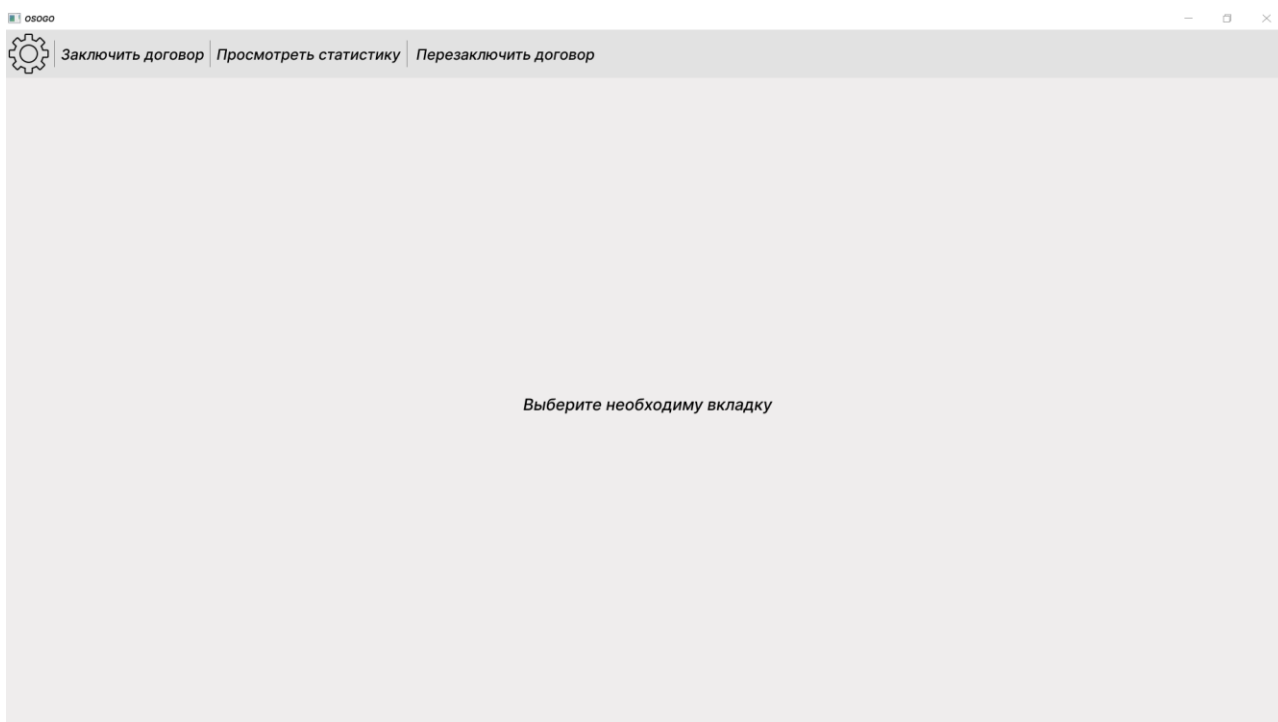 OSOGO
Заключить договор Просмотреть статистику Перезаключить договор
Выберите необходиму вкладку